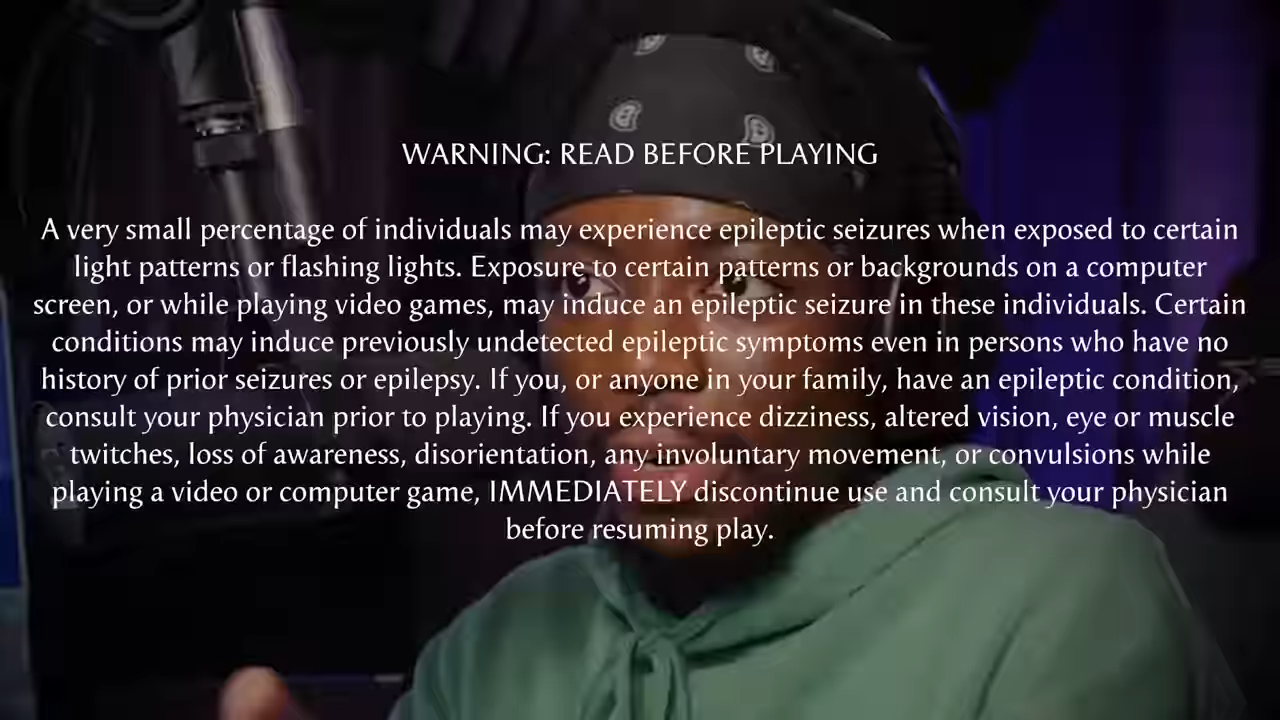 WARNING: READ BEFORE PLAYING
A very small percentage of individuals may experience epileptic seizures when exposed to certain
light patterns or flashing lights. Exposure to certain patterns or backgrounds on a computer
screen, or while playing video games, may induce an epileptic seizure in these individuals. Certain
conditions may induce previously undetected epileptic symptoms even in persons who have no
history of prior seizures or epilepsy. If you, or anyone in your family, have an epileptic condition,
consult your physician prior to playing. If you experience dizziness, altered vision, eye or muscle
twitches, loss of awareness, disorientation, any involuntary movement, or convulsions while
playing a video or computer game, IMMEDIATELY discontinue use and consult your physician
before resuming play.